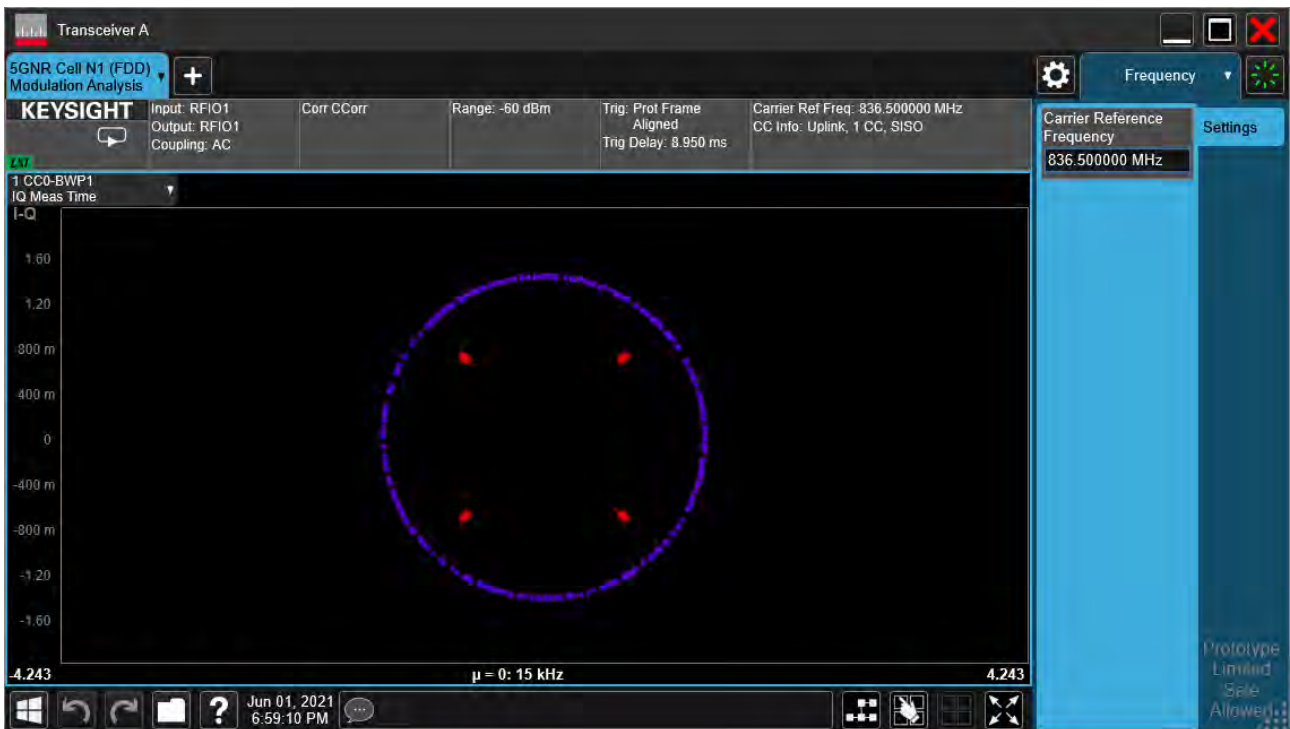 Transceiver A
5GNR Cell N1 (FDD)
Modulation Analysis
Frequency
KEYSIGHT
LXI
Input: RFIO1
Output: RFIO1
Coupling: AC
Corr CCorr
Range: -60 dBm
Trig: Prot Frame
Aligned
Trig Delay: 8.950 ms
Carrier Ref Freq: 836.500000 MHz
CC Info: Uplink, 1 CC, SISO
Carrier Reference
Frequency
836.500000 MHz
Settings
1 CC0-BWP1
IQ Meas Time
I-Q
1.60
1.20
800 m
400 m
0
-400 m
-800 m
-1.20
-1.60
-4.243
µ = 0: 15 kHz
4.243
?
Jun 01, 2021
6:59:10 PM
Prototype
Limited
Sale
Allowed